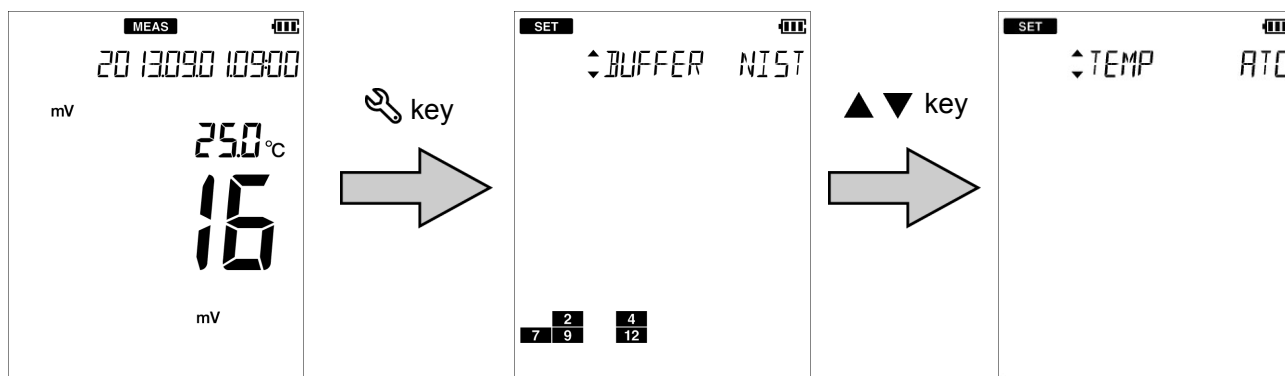 MEAS
2013.09.01.09:00
mV
25.0 °C
16
mV
key
SET
BUFFER NIST
2 4
7 9 12
▲ ▼ key
SET
TEMP ATC